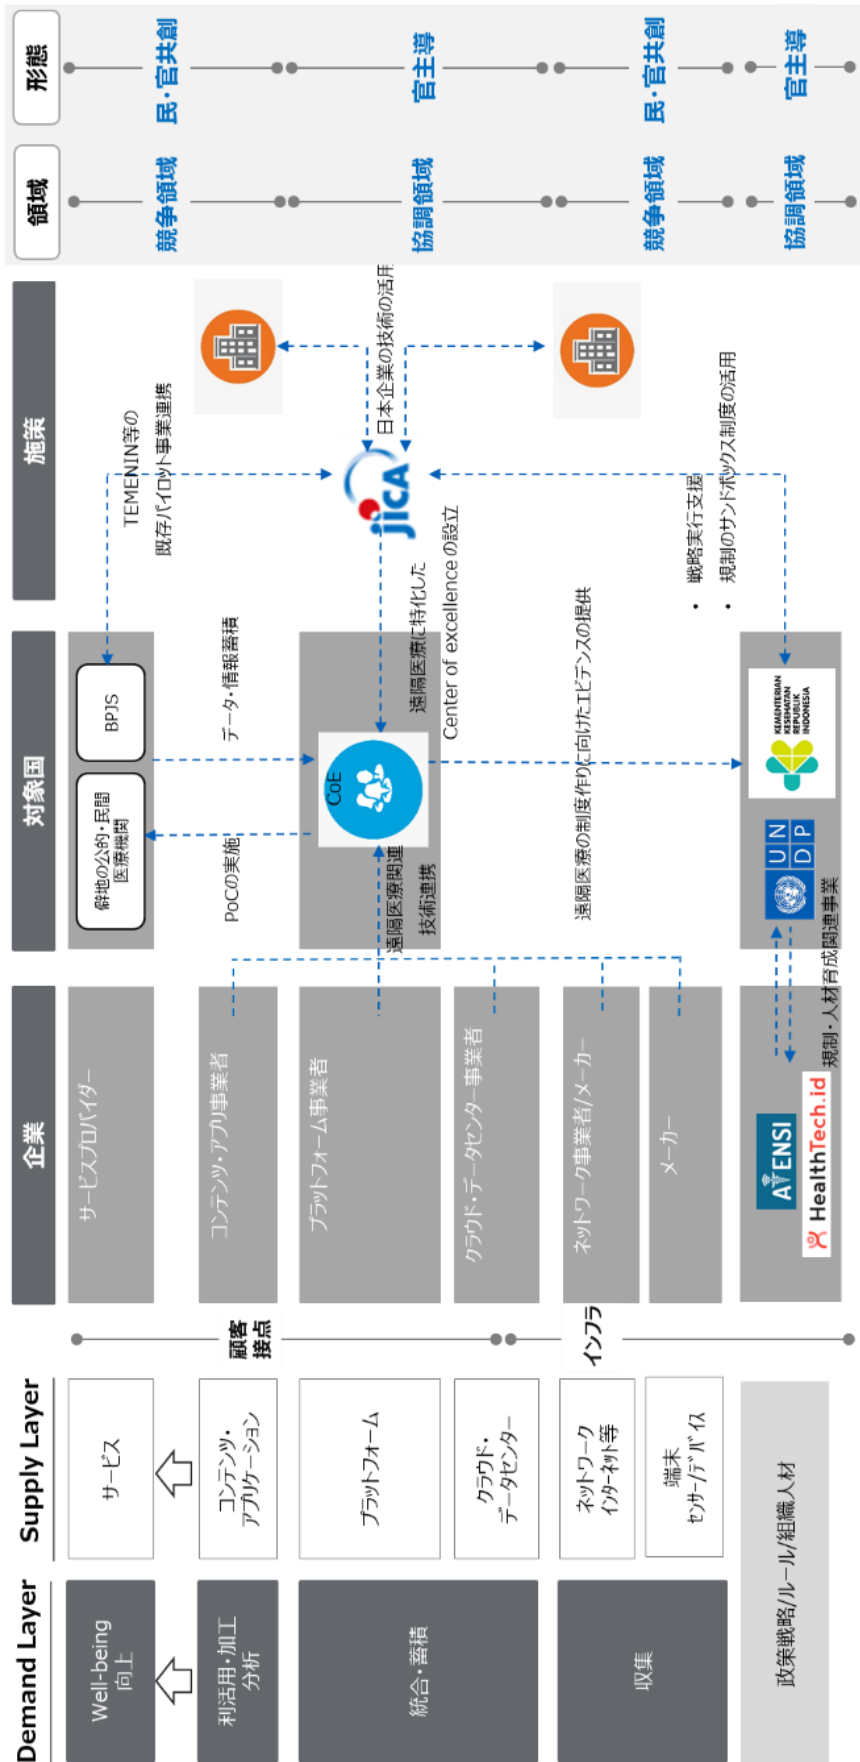 Demand Layer
Supply Layer
企業
対象国
施策
領域
形態
Well-being
向上
サービス
サービスプロバイダー
僻地の公的・民間
医療機関
BPJS
TEMENIN等の
既存パイロット事業連携
競争領域
民・官共創
利活用・加工
分析
コンテンツ・
アプリケーション
顧客
接点
コンテンツ・アプリ事業者
PoCの実施
データ・情報蓄積
統合・蓄積
プラットフォーム
プラットフォーム事業者
CoE
遠隔医療関連
技術連携
遠隔医療に特化した
Center of excellence の設立
jICA
日本企業の技術の活用
協調領域
官主導
クラウド・
データセンター
クラウド・データセンター事業者
収集
ネットワーク
インターネット等
インフラ
ネットワーク事業者/メーカー
遠隔医療の制度作りに向けたエビデンスの提供
競争領域
民・官共創
端末
センサー/デバイス
メーカー
• 戦略実行支援
• 規制のサンドボックス制度の活用
政策戦略/ルール/組織人材
ATENSI
HealthTech.id
規制・人材育成関連事業
U N
D P
KEMENTERIAN
KESEHATAN
REPUBLIK
INDONESIA
協調領域
官主導